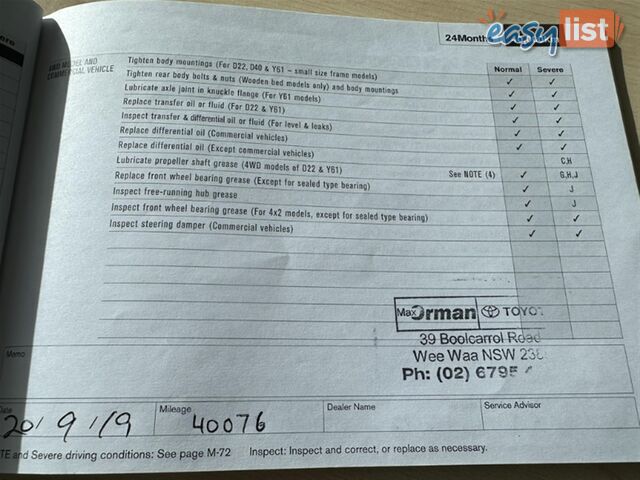 24Month
easy list
Normal Severe
4WD MODEL AND
COMMERCIAL VEHICLE
Tighten body mountings (For D22, D40 & Y61 – small size frame models) ✓ ✓
Tighten rear body bolts & nuts (Wooden bed models only) and body mountings ✓ ✓
Lubricate axle joint in knuckle flange (For Y61 models) ✓ ✓
Replace transfer oil or fluid (For D22 & Y61) ✓ ✓
Inspect transfer & differential oil or fluid (For level & leaks) ✓ ✓
Replace differential oil (Commercial vehicles) ✓ ✓
Replace differential oil (Except commercial vehicles)
Lubricate propeller shaft grease (4WD models of D22 & Y61) C,H
Replace front wheel bearing grease (Except for sealed type bearing) See NOTE (4) ✓ G,H,J
Inspect free-running hub grease ✓ J
Inspect front wheel bearing grease (For 4x2 models, except for sealed type bearing) ✓ J
Inspect steering damper (Commercial vehicles) ✓ ✓
✓ ✓
Max Orman TOYOT
39 Boolcarrol Road
Wee Waa NSW 238
Ph: (02) 6795
Memo
Date Mileage Dealer Name Service Advisor
40076
TE and Severe driving conditions: See page M-72 Inspect: Inspect and correct, or replace as necessary.